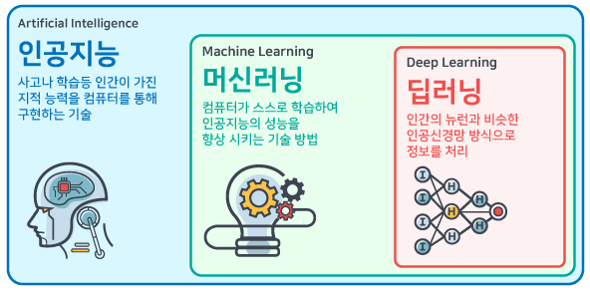 Artificial Intelligence
인공지능
사고나 학습등 인간이 가진
지적 능력을 컴퓨터를 통해
구현하는 기술
Machine Learning
머신러닝
컴퓨터가 스스로 학습하여
인공지능의 성능을
향상 시키는 기술 방법
Deep Learning
딥러닝
인간의 뉴런과 비슷한
인공신경망 방식으로
정보를 처리
I
H
I
H
H
I
H
I
H